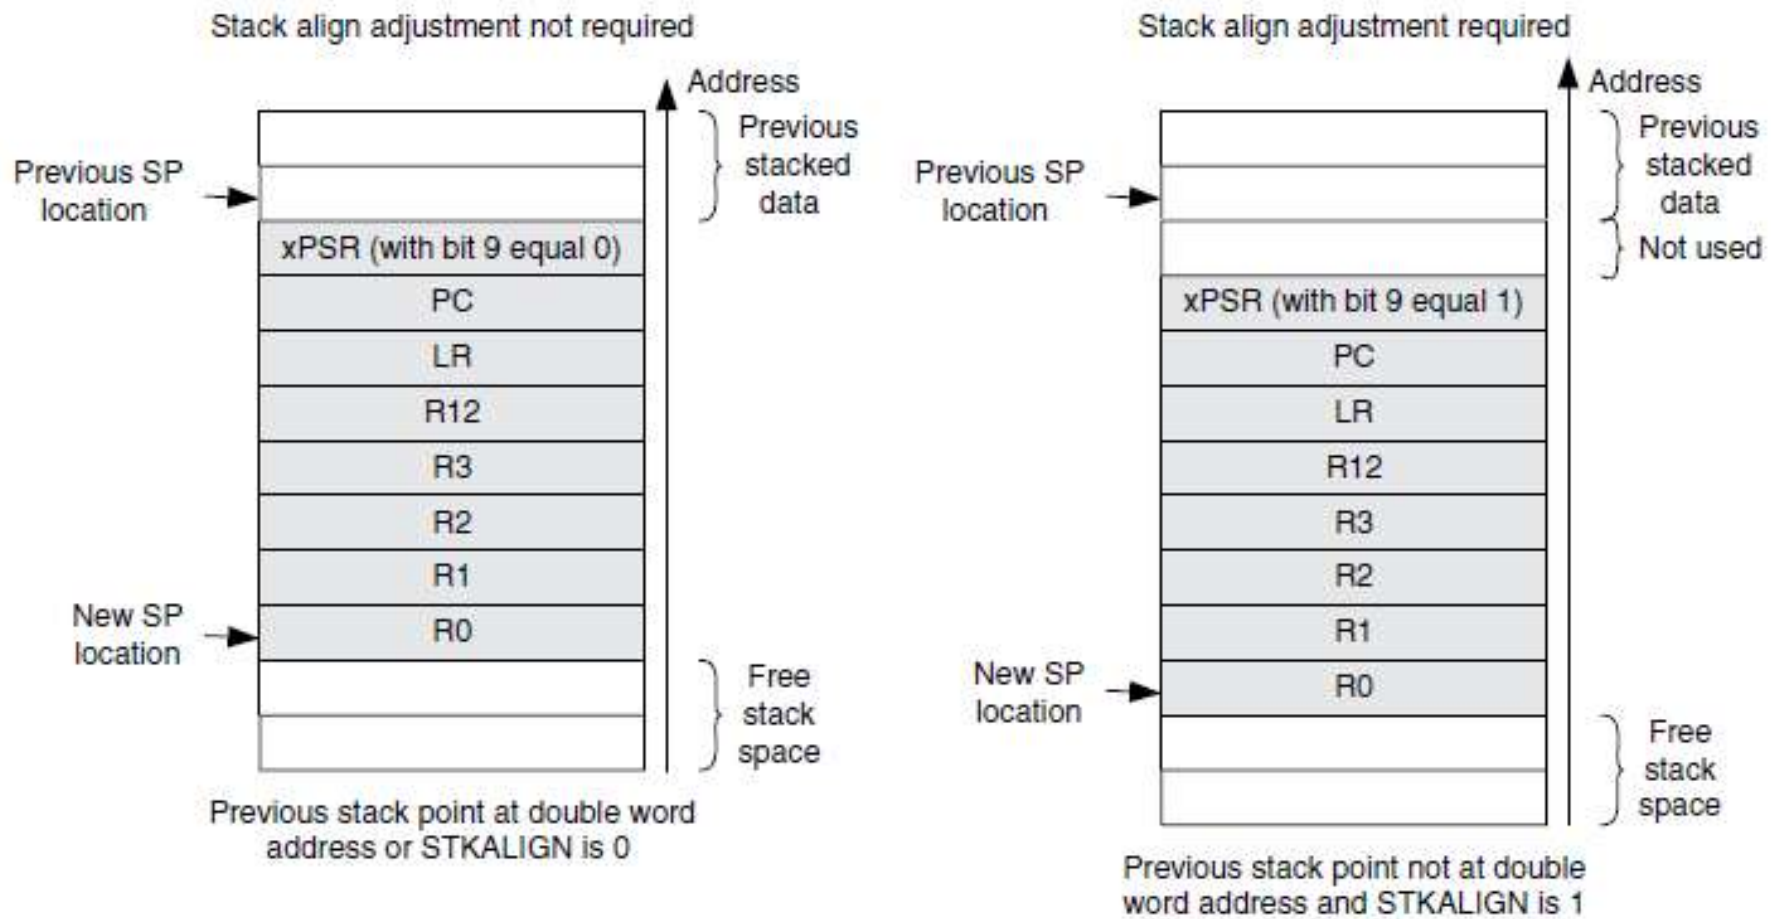 Stack align adjustment not required
Address
Previous
stacked
data
Previous SP
location
xPSR (with bit 9 equal 0)
PC
LR
R12
R3
R2
R1
R0
New SP
location
Free
stack
space
Previous stack point at double word
address or STKALIGN is 0
Stack align adjustment required
Address
Previous
stacked
data
Previous SP
location
Not used
xPSR (with bit 9 equal 1)
PC
LR
R12
R3
R2
R1
R0
New SP
location
Free
stack
space
Previous stack point not at double
word address and STKALIGN is 1